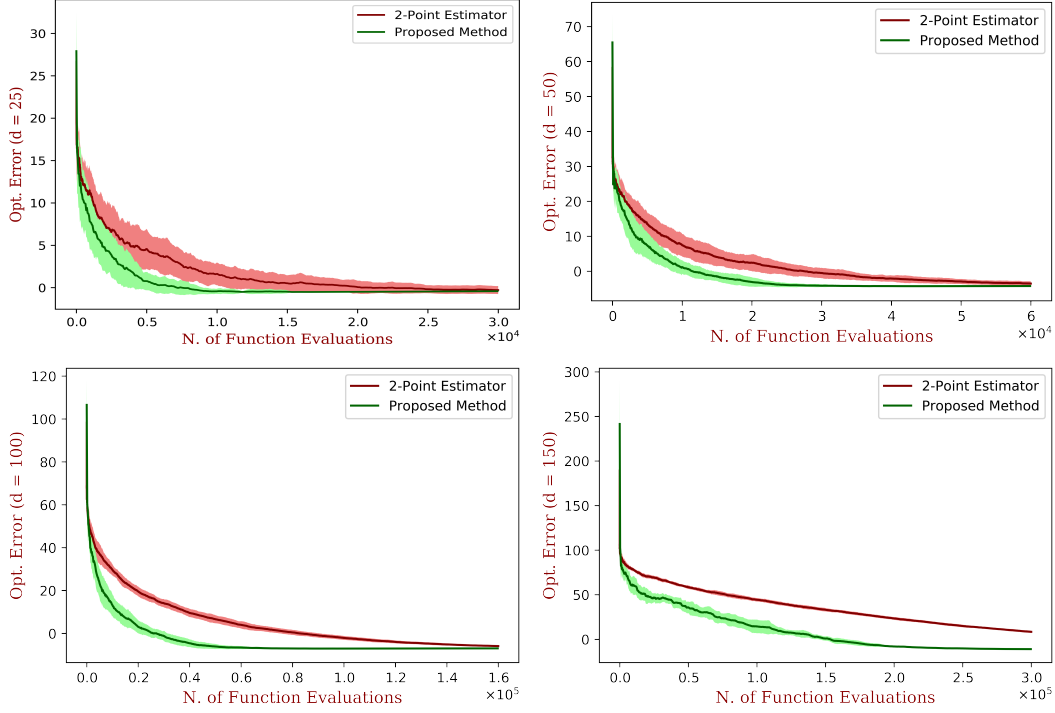 2-Point Estimator
Proposed Method
Opt. Error (d = 25)
30
25
20
15
10
5
0
0.0 0.5 1.0 1.5 2.0 2.5 3.0
×10⁴
N. of Function Evaluations
2-Point Estimator
Proposed Method
Opt. Error (d = 50)
70
60
50
40
30
20
10
0
0 1 2 3 4 5 6
×10⁴
N. of Function Evaluations
2-Point Estimator
Proposed Method
Opt. Error (d = 100)
120
100
80
60
40
20
0
0.0 0.2 0.4 0.6 0.8 1.0 1.2 1.4 1.6
×10⁵
N. of Function Evaluations
2-Point Estimator
Proposed Method
Opt. Error (d = 150)
300
250
200
150
100
50
0
0.0 0.5 1.0 1.5 2.0 2.5 3.0
×10⁵
N. of Function Evaluations